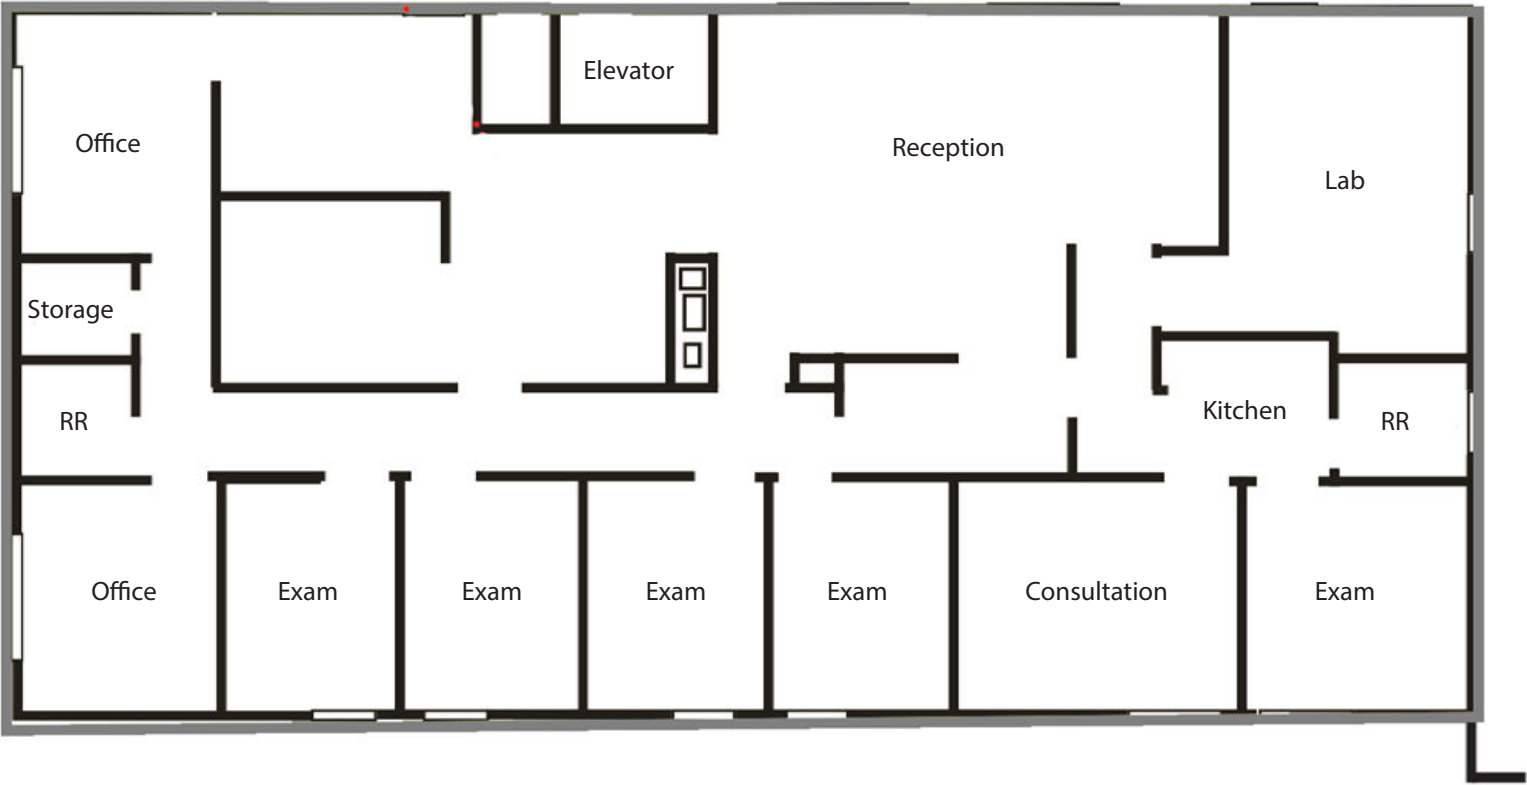 Elevator
Office
Reception
Lab
Storage
RR
Kitchen
RR
Office
Exam
Exam
Exam
Exam
Consultation
Exam